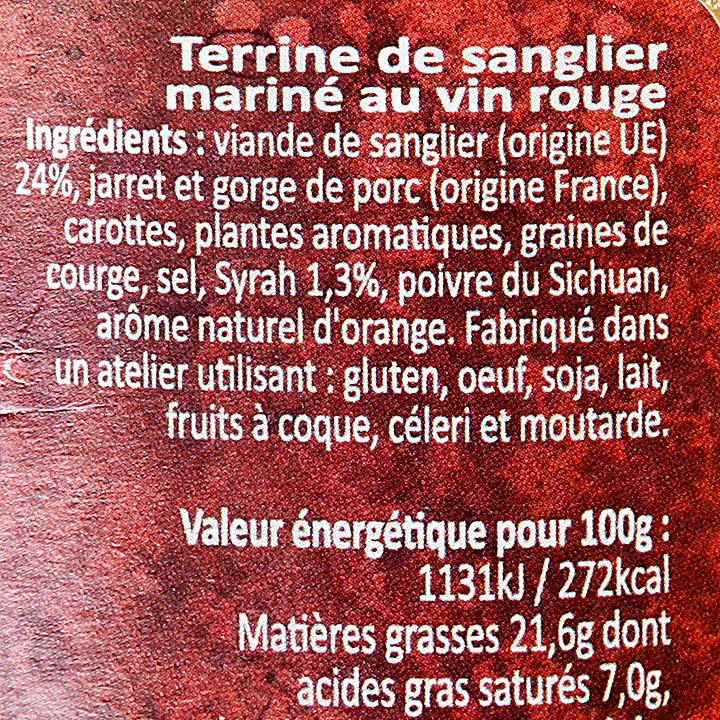 Terrine de sanglier
mariné au vin rouge
Ingrédients : viande de sanglier (origine UE)
24%, jarret et gorge de porc (origine France),
carottes, plantes aromatiques, graines de
courge, sel, Syrah 1,3%, poivre du Sichuan,
arôme naturel d'orange. Fabriqué dans
un atelier utilisant : gluten, oeuf, soja, lait,
fruits à coque, céleri et moutarde.
Valeur énergétique pour 100g :
1131kJ / 272kcal
Matières grasses 21,6g dont
acides gras saturés 7,0g,